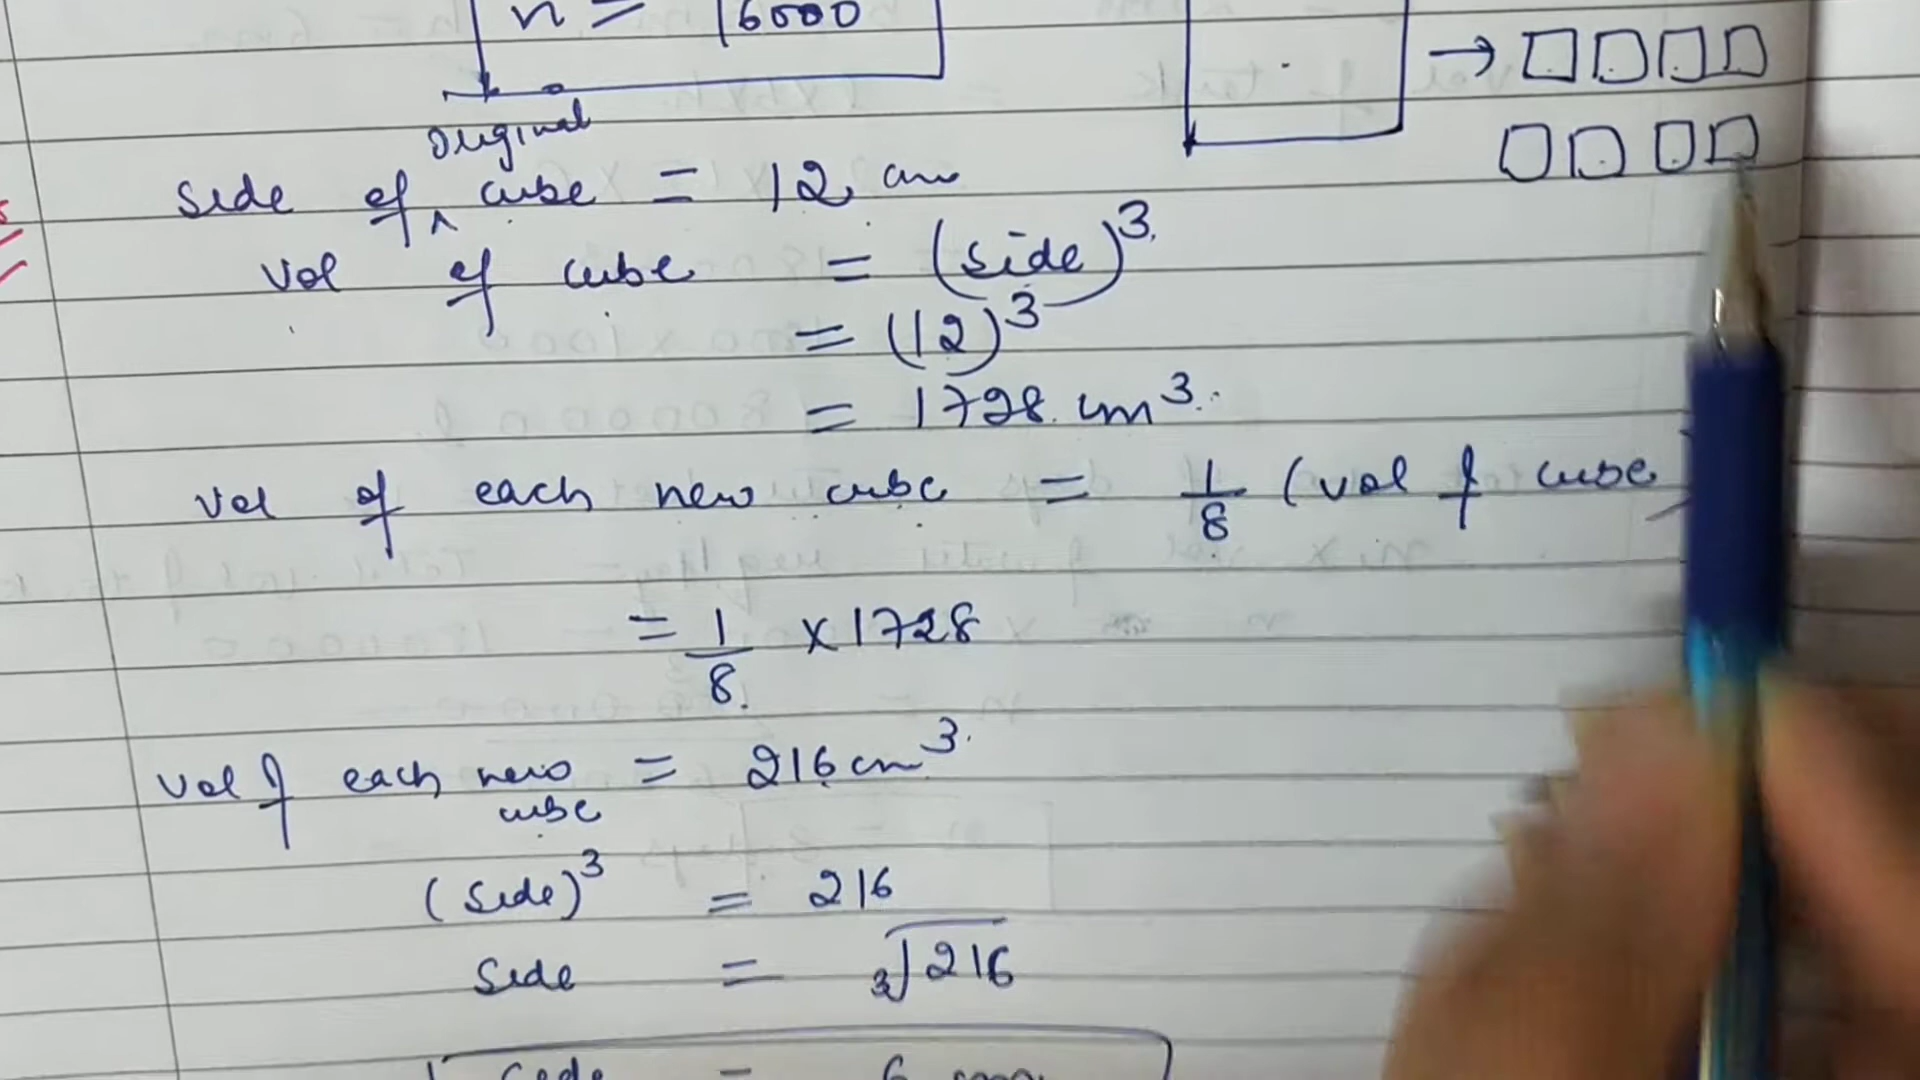 n = 16000
Original
side of ^ cube = 12 cm
Vol of cube = (side)³
= (12)³
= 1728 cm³.
Vol of each new cube = 1/8 (vol of cube)
= 1/8 × 1728
Vol of each new cube = 216 cm³.
(Side)³ = 216
Side = ∛216
Side = 6